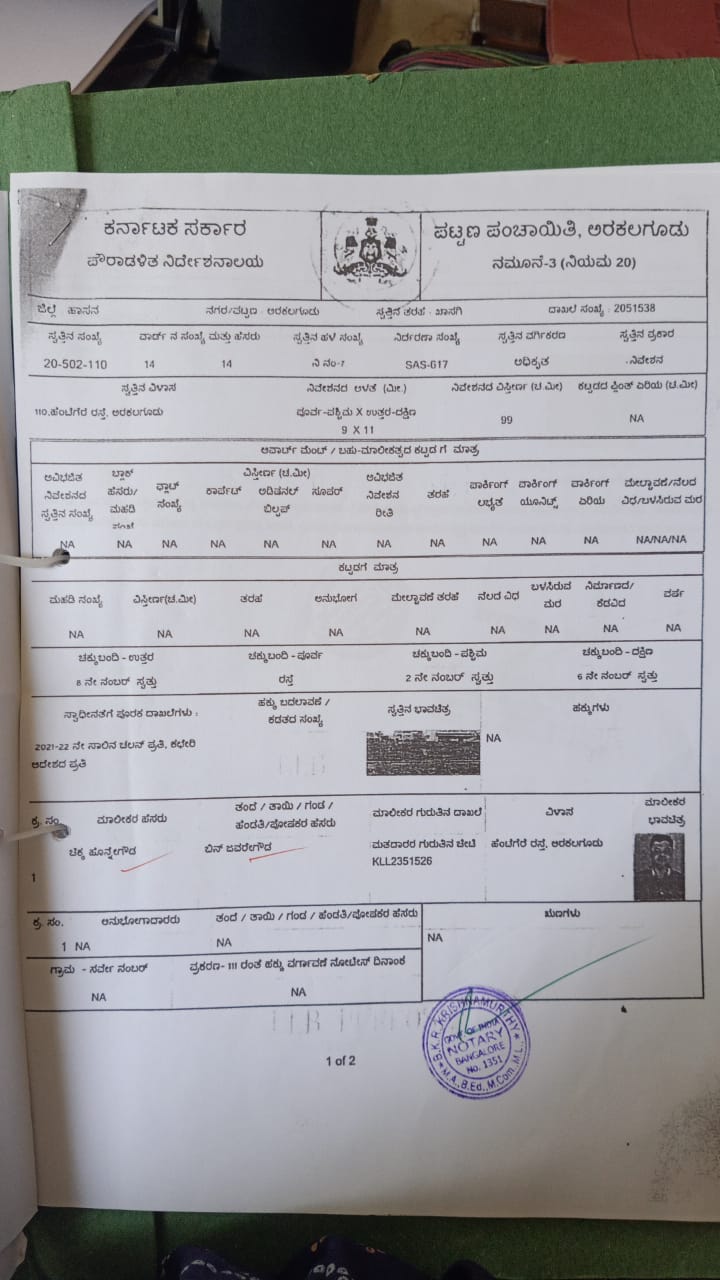 ಕರ್ನಾಟಕ ಸರ್ಕಾರ
ಪೌರಾಡಳಿತ ನಿರ್ದೇಶನಾಲಯ
ಪಟ್ಟಣ ಪಂಚಾಯಿತಿ, ಅರಕಲಗೂಡು
ನಮೂನೆ-3 (ನಿಯಮ 20)
ಜಿಲ್ಲೆ ಹಾಸನ ನಗರ/ಪಟ್ಟಣ : ಅರಕಲಗೂಡು ಸ್ವತ್ತಿನ ತರಹೆ : ಖಾಸಗಿ ದಾಖಲೆ ಸಂಖ್ಯೆ : 2051538
ಸ್ವತ್ತಿನ ಸಂಖ್ಯೆ ವಾರ್ಡ್ ನ ಸಂಖ್ಯೆ ಮತ್ತು ಹೆಸರು ಸ್ವತ್ತಿನ ಹಳೆ ಸಂಖ್ಯೆ ನಿರ್ದರಣಾ ಸಂಖ್ಯೆ ಸ್ವತ್ತಿನ ವರ್ಗೀಕರಣ ಸ್ವತ್ತಿನ ಪ್ರಕಾರ
20-502-110 14 14 ನಿ ನಂ-7 SAS-617 ಅಧಿಕೃತ ನಿವೇಶನ
ಸ್ವತ್ತಿನ ವಿಳಾಸ ನಿವೇಶನದ ಅಳತೆ (ಮೀ.) ನಿವೇಶನದ ವಿಸ್ತೀರ್ಣ (ಚ.ಮೀ) ಕಟ್ಟಡದ ಪ್ಲಿಂತ್ ಏರಿಯ (ಚ.ಮೀ)
110,ಹೆಂಟಿಗೆರೆ ರಸ್ತೆ, ಅರಕಲಗೂಡು ಪೂರ್ವ-ಪಶ್ಚಿಮ X ಉತ್ತರ-ದಕ್ಷಿಣ 99 NA
9 X 11
ಅಪಾರ್ಟ್ ಮೆಂಟ್ / ಬಹು-ಮಾಲೀಕತ್ವದ ಕಟ್ಟಡ ಗೆ ಮಾತ್ರ
ಅವಿಭಜಿತ ನಿವೇಶನದ ಸ್ವತ್ತಿನ ಸಂಖ್ಯೆ ಬ್ಲಾಕ್ ಹೆಸರು/ ಮಹಡಿ ಸಂಖ್ಯೆ ಫ್ಲಾಟ್ ಸಂಖ್ಯೆ ವಿಸ್ತೀರ್ಣ (ಚ.ಮೀ) ಕಾರ್ಪೆಟ್ ಅಡಿಷನಲ್ ಬಿಲ್ಟಪ್ ಸೂಪರ್ ಅವಿಭಜಿತ ನಿವೇಶನ ರೀತಿ ತರಹೆ ಪಾರ್ಕಿಂಗ್ ಲಭ್ಯತೆ ಪಾರ್ಕಿಂಗ್ ಯೂನಿಟ್ಸ್ ಪಾರ್ಕಿಂಗ್ ಏರಿಯ ಮೇಲ್ಛಾವಣೆ/ನೆಲದ ವಿಧ/ಬಳಸಿರುವ ಮರ
NA NA NA NA NA NA NA NA NA NA NA NA/NA/NA
ಕಟ್ಟಡಗೆ ಮಾತ್ರ
ಮಹಡಿ ಸಂಖ್ಯೆ ವಿಸ್ತೀರ್ಣ(ಚ.ಮೀ) ತರಹೆ ಅನುಭೋಗ ಮೇಲ್ಛಾವಣೆ ತರಹೆ ನೆಲದ ವಿಧ ಬಳಸಿರುವ ಮರ ನಿರ್ಮಾಣದ/ ಕೆಡವಿದ ವರ್ಷ
NA NA NA NA NA NA NA NA NA
ಚಕ್ಕುಬಂದಿ - ಉತ್ತರ ಚಕ್ಕುಬಂದಿ - ಪೂರ್ವ ಚಕ್ಕುಬಂದಿ - ಪಶ್ಚಿಮ ಚಕ್ಕುಬಂದಿ - ದಕ್ಷಿಣ
8 ನೇ ನಂಬರ್ ಸ್ವತ್ತು ರಸ್ತೆ 2 ನೇ ನಂಬರ್ ಸ್ವತ್ತು 6 ನೇ ನಂಬರ್ ಸ್ವತ್ತು
ಸ್ವಾಧೀನತೆಗೆ ಪೂರಕ ದಾಖಲೆಗಳು : ಹಕ್ಕು ಬದಲಾವಣೆ / ಕಡತದ ಸಂಖ್ಯೆ ಸ್ವತ್ತಿನ ಭಾವಚಿತ್ರ ಹಕ್ಕುಗಳು
2021-22 ನೇ ಸಾಲಿನ ಚಲನ್ ಪ್ರತಿ, ಕಛೇರಿ NA
ಆದೇಶದ ಪ್ರತಿ
ಕ್ರ. ಸಂ. ಮಾಲೀಕರ ಹೆಸರು ತಂದೆ / ತಾಯಿ / ಗಂಡ / ಹೆಂಡತಿ/ಪೋಷಕರ ಹೆಸರು ಮಾಲೀಕರ ಗುರುತಿನ ದಾಖಲೆ ವಿಳಾಸ ಮಾಲೀಕರ ಭಾವಚಿತ್ರ
1 ಚಿಕ್ಕ ಹೊನ್ನೇಗೌಡ ಬಿನ್ ಜವರೇಗೌಡ ಮತದಾರರ ಗುರುತಿನ ಚೀಟಿ ಹೆಂಟಿಗೆರೆ ರಸ್ತೆ, ಅರಕಲಗೂಡು
KLL2351526
ಕ್ರ. ಸಂ. ಅನುಭೋಗದಾರರು ತಂದೆ / ತಾಯಿ / ಗಂಡ / ಹೆಂಡತಿ/ಪೋಷಕರ ಹೆಸರು ಋಣಗಳು
1 NA NA NA
ಗ್ರಾಮ - ಸರ್ವೆ ನಂಬರ್ ಪ್ರಕರಣ- 111 ರಂತೆ ಹಕ್ಕು ವರ್ಗಾವಣೆ ನೋಟೀಸ್ ದಿನಾಂಕ
NA NA
1 of 2
B.K.R. KRISHNAMURTHY
GOVT. OF INDIA
NOTARY
BANGALORE
No. 1351
M.A., B.Ed., M.Com., M.L.